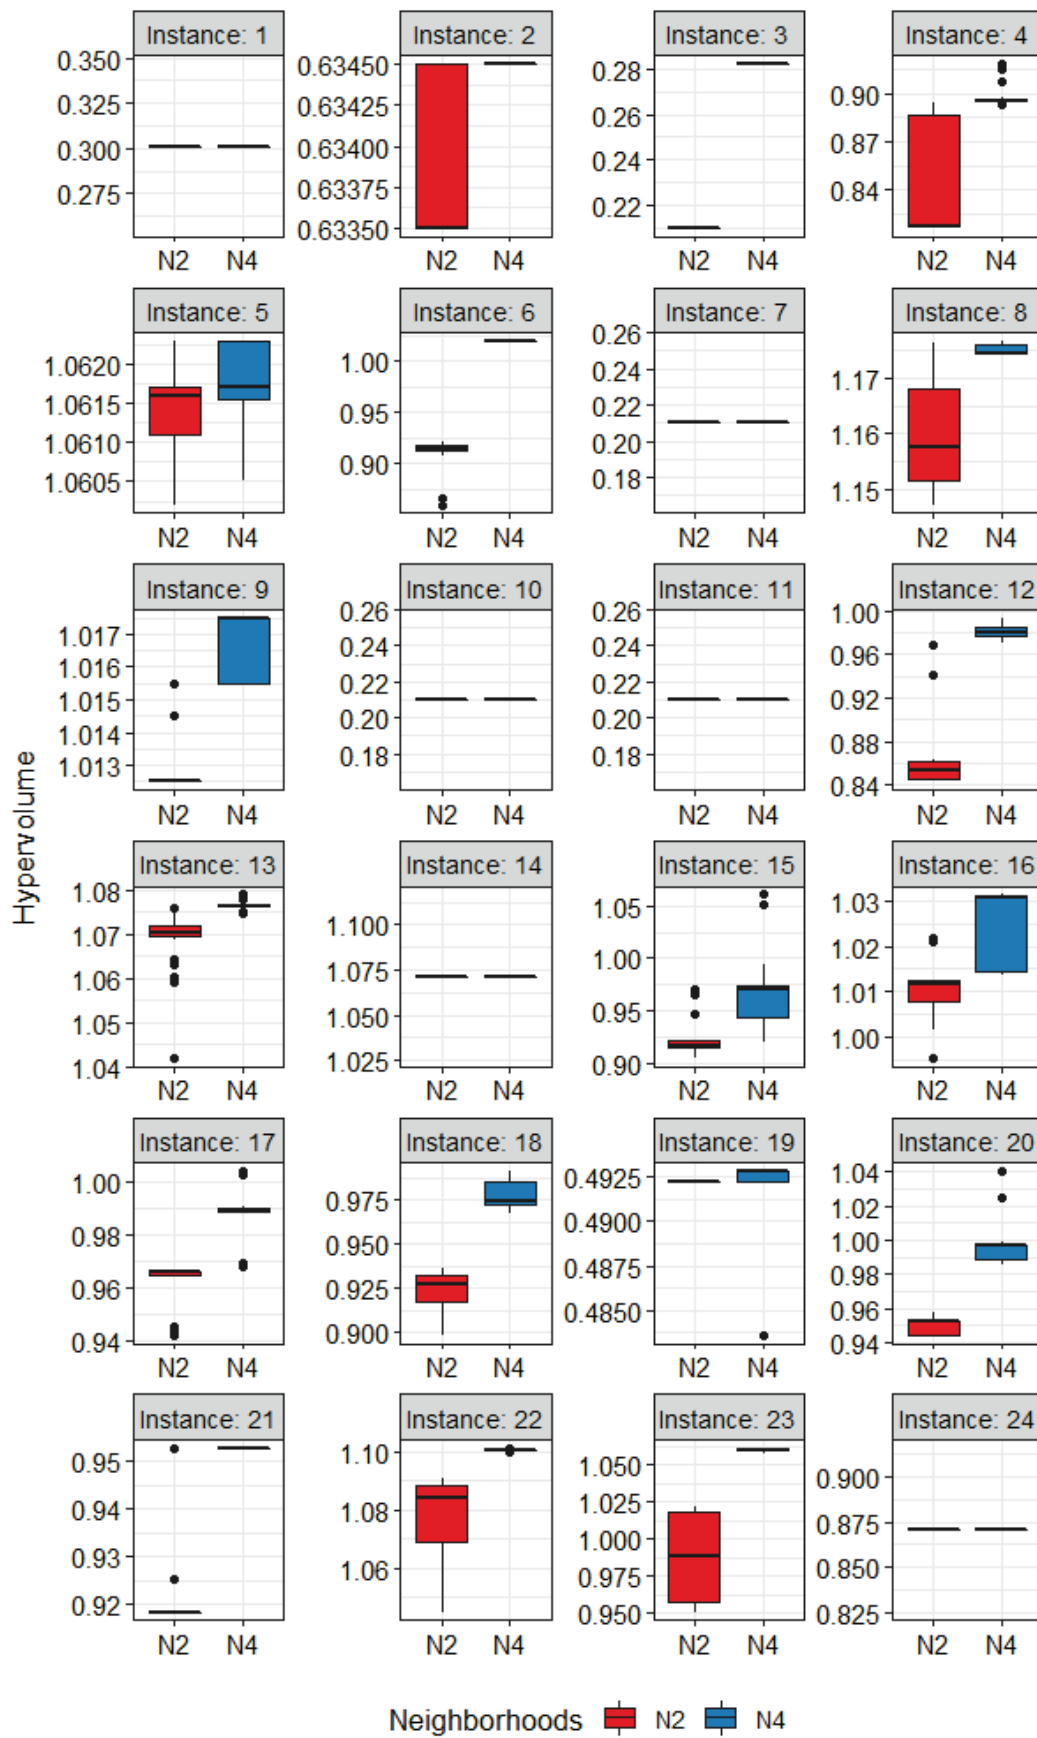 Hypervolume
Instance: 1
0.350
0.325
0.300
0.275
N2 N4
Instance: 2
0.63450
0.63425
0.63400
0.63375
0.63350
N2 N4
Instance: 3
0.28
0.26
0.24
0.22
N2 N4
Instance: 4
0.90
0.87
0.84
N2 N4
Instance: 5
1.0620
1.0615
1.0610
1.0605
N2 N4
Instance: 6
1.00
0.95
0.90
N2 N4
Instance: 7
0.26
0.24
0.22
0.20
0.18
N2 N4
Instance: 8
1.17
1.16
1.15
N2 N4
Instance: 9
1.017
1.016
1.015
1.014
1.013
N2 N4
Instance: 10
0.26
0.24
0.22
0.20
0.18
N2 N4
Instance: 11
0.26
0.24
0.22
0.20
0.18
N2 N4
Instance: 12
1.00
0.96
0.92
0.88
0.84
N2 N4
Instance: 13
1.08
1.07
1.06
1.05
1.04
N2 N4
Instance: 14
1.100
1.075
1.050
1.025
N2 N4
Instance: 15
1.05
1.00
0.95
0.90
N2 N4
Instance: 16
1.03
1.02
1.01
1.00
N2 N4
Instance: 17
1.00
0.98
0.96
0.94
N2 N4
Instance: 18
0.975
0.950
0.925
0.900
N2 N4
Instance: 19
0.4925
0.4900
0.4875
0.4850
N2 N4
Instance: 20
1.04
1.02
1.00
0.98
0.96
0.94
N2 N4
Instance: 21
0.95
0.94
0.93
0.92
N2 N4
Instance: 22
1.10
1.08
1.06
N2 N4
Instance: 23
1.050
1.025
1.000
0.975
0.950
N2 N4
Instance: 24
0.900
0.875
0.850
0.825
N2 N4
Neighborhoods N2 N4